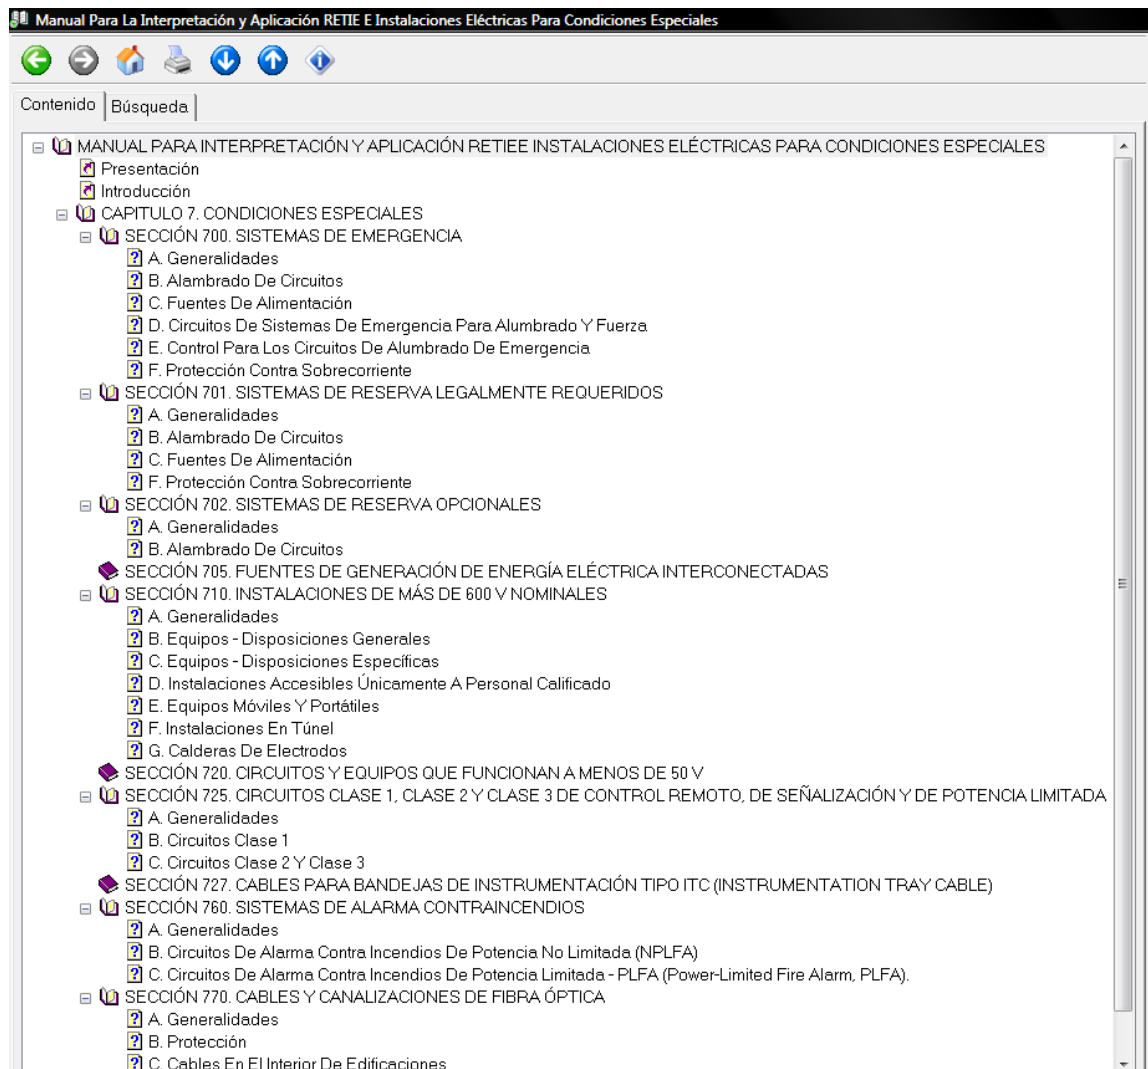 Manual Para La Interpretación y Aplicación RETIE E Instalaciones Eléctricas Para Condiciones Especiales
Contenido
Búsqueda
MANUAL PARA INTERPRETACIÓN Y APLICACIÓN RETIEE INSTALACIONES ELÉCTRICAS PARA CONDICIONES ESPECIALES
Presentación
Introducción
CAPITULO 7. CONDICIONES ESPECIALES
SECCIÓN 700. SISTEMAS DE EMERGENCIA
A. Generalidades
B. Alambrado De Circuitos
C. Fuentes De Alimentación
D. Circuitos De Sistemas De Emergencia Para Alumbrado Y Fuerza
E. Control Para Los Circuitos De Alumbrado De Emergencia
F. Protección Contra Sobrecorriente
SECCIÓN 701. SISTEMAS DE RESERVA LEGALMENTE REQUERIDOS
A. Generalidades
B. Alambrado De Circuitos
C. Fuentes De Alimentación
F. Protección Contra Sobrecorriente
SECCIÓN 702. SISTEMAS DE RESERVA OPCIONALES
A. Generalidades
B. Alambrado De Circuitos
SECCIÓN 705. FUENTES DE GENERACIÓN DE ENERGÍA ELÉCTRICA INTERCONECTADAS
SECCIÓN 710. INSTALACIONES DE MÁS DE 600 V NOMINALES
A. Generalidades
B. Equipos - Disposiciones Generales
C. Equipos - Disposiciones Específicas
D. Instalaciones Accesibles Únicamente A Personal Calificado
E. Equipos Móviles Y Portátiles
F. Instalaciones En Túnel
G. Calderas De Electrodos
SECCIÓN 720. CIRCUITOS Y EQUIPOS QUE FUNCIONAN A MENOS DE 50 V
SECCIÓN 725. CIRCUITOS CLASE 1, CLASE 2 Y CLASE 3 DE CONTROL REMOTO, DE SEÑALIZACIÓN Y DE POTENCIA LIMITADA
A. Generalidades
B. Circuitos Clase 1
C. Circuitos Clase 2 Y Clase 3
SECCIÓN 727. CABLES PARA BANDEJAS DE INSTRUMENTACIÓN TIPO ITC (INSTRUMENTATION TRAY CABLE)
SECCIÓN 760. SISTEMAS DE ALARMA CONTRAINCENDIOS
A. Generalidades
B. Circuitos De Alarma Contra Incendios De Potencia No Limitada (NPLFA)
C. Circuitos De Alarma Contra Incendios De Potencia Limitada - PLFA (Power-Limited Fire Alarm, PLFA).
SECCIÓN 770. CABLES Y CANALIZACIONES DE FIBRA ÓPTICA
A. Generalidades
B. Protección
C. Cables En El Interior De Edificaciones